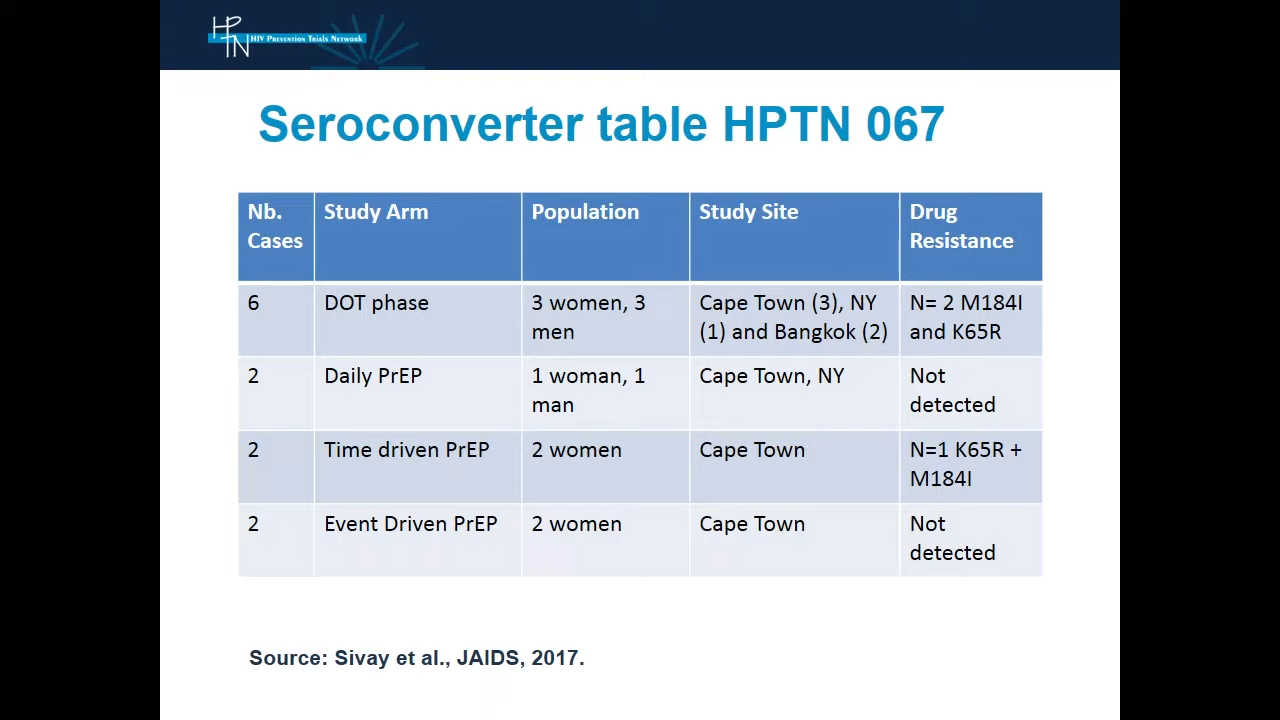 HPTN
HIV Prevention Trials Network
Seroconverter table HPTN 067
Nb. Cases
Study Arm
Population
Study Site
Drug Resistance
6
DOT phase
3 women, 3
men
Cape Town (3), NY
(1) and Bangkok (2)
N= 2 M184I
and K65R
2
Daily PrEP
1 woman, 1
man
Cape Town, NY
Not
detected
2
Time driven PrEP
2 women
Cape Town
N=1 K65R +
M184I
2
Event Driven PrEP
2 women
Cape Town
Not
detected
Source: Sivay et al., JAIDS, 2017.